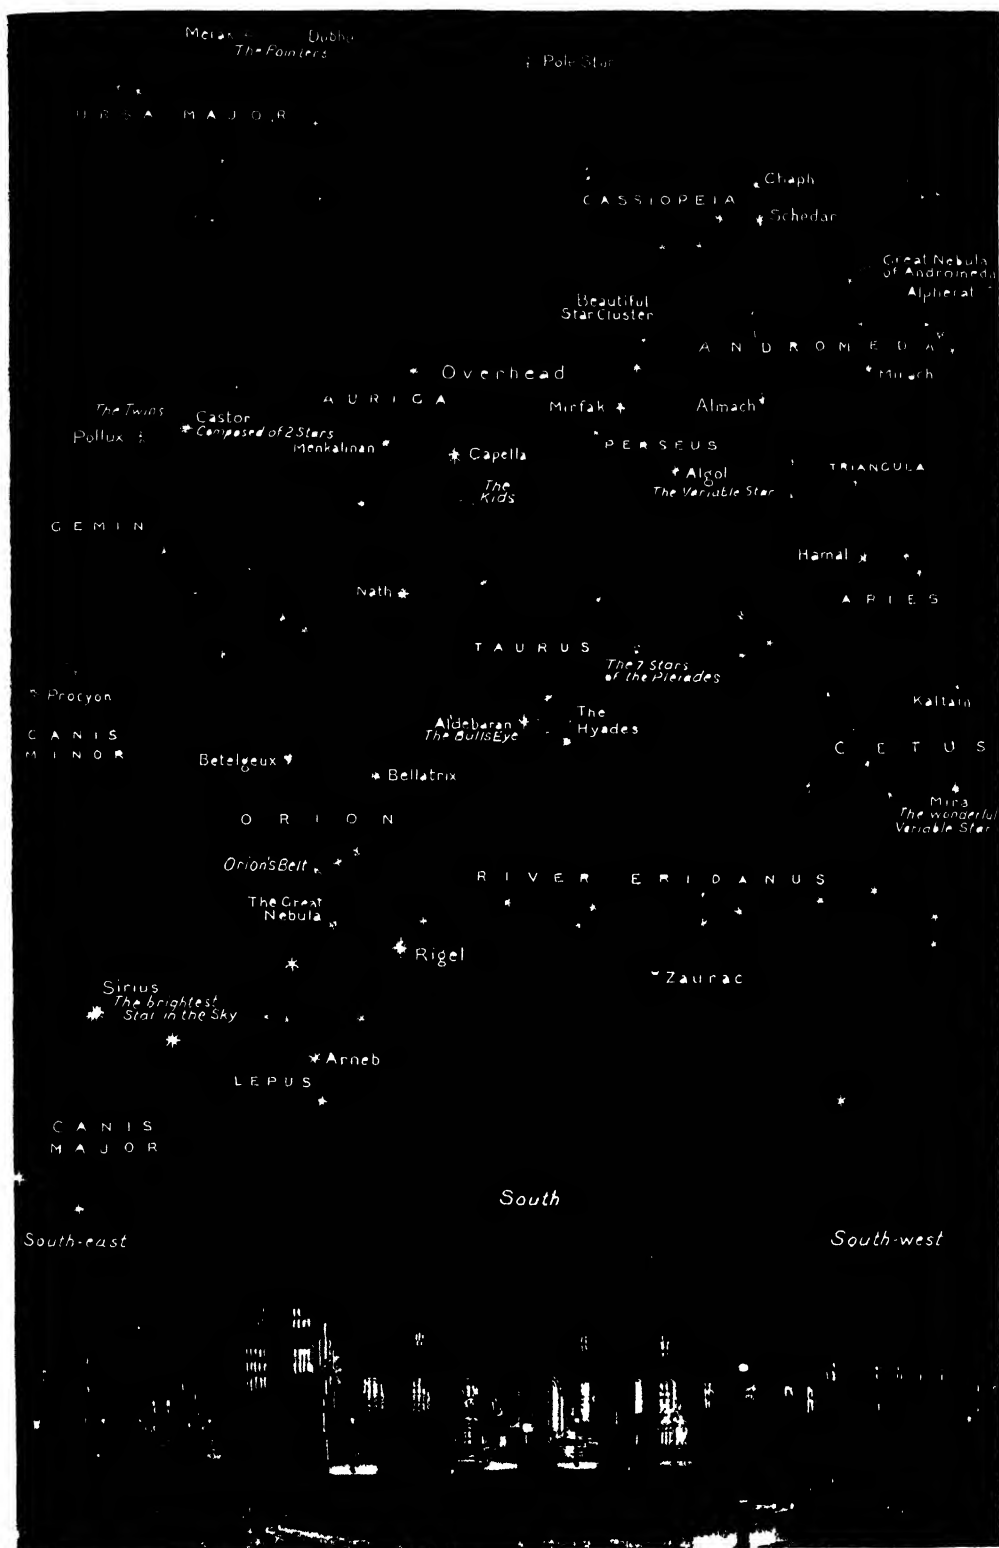 Merak Dubhe
The Pointers
Pole Star
URSA MAJOR
Chaph
CASSIOPEIA
Schedar
Great Nebula
of Andromeda
Alpherat
Beautiful
Star Cluster
ANDROMEDA
Mirach
Overhead
AURIGA
Mirfak
Almach
The Twins
Castor
Composed of 2 Stars
Pollux
Menkalinan
Capella
PERSEUS
Algol
The Variable Star
TRIANGULA
The
Kids
GEMIN
Hamal
ARIES
Nath
TAURUS
The 7 Stars
of the Pleiades
Procyon
CANIS
MINOR
Kaltain
Aldebaran
The Bulls Eye
The
Hyades
CETUS
Betelgeux
Bellatrix
Mira
The wonderful
Variable Star
ORION
Orion's Belt
RIVER ERIDANUS
The Great
Nebula
Rigel
Zaurac
Sirius
The brightest
Star in the Sky
Arneb
LEPUS
CANIS
MAJOR
South
South-east
South-west